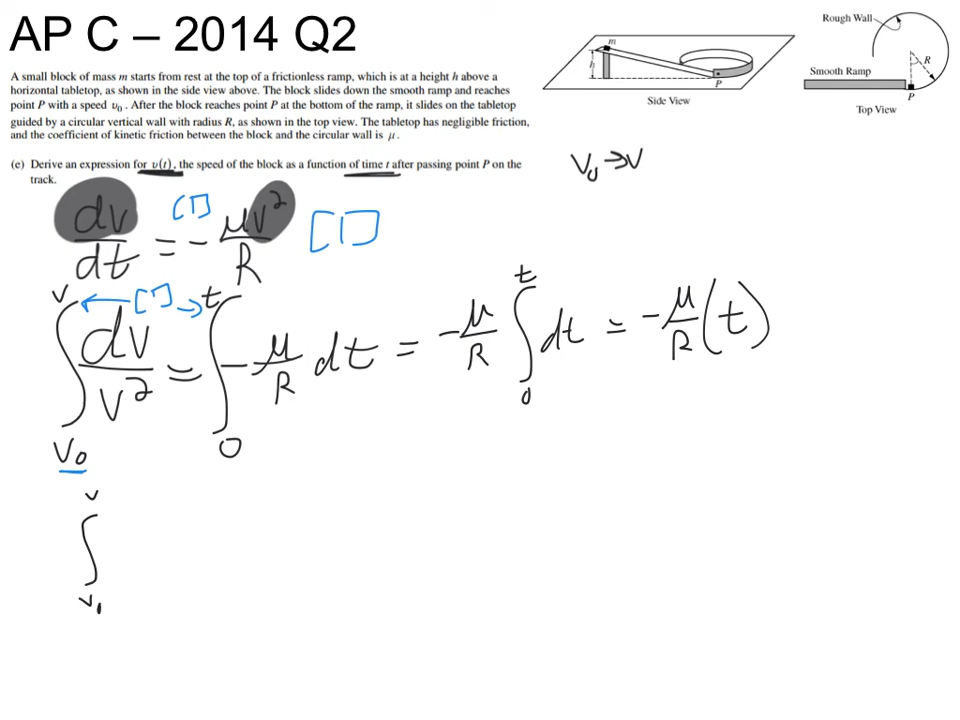 AP C – 2014 Q2
Rough Wall
m
h
P
Side View
R
Smooth Ramp
P
Top View
A small block of mass m starts from rest at the top of a frictionless ramp, which is at a height h above a
horizontal tabletop, as shown in the side view above. The block slides down the smooth ramp and reaches
point P with a speed v₀. After the block reaches point P at the bottom of the ramp, it slides on the tabletop
guided by a circular vertical wall with radius R, as shown in the top view. The tabletop has negligible friction,
and the coefficient of kinetic friction between the block and the circular wall is μ.
(e) Derive an expression for v(t), the speed of the block as a function of time t after passing point P on the
track.
V₀ → V
dv/dt = - μv²/R
∫_{V₀}^{V} dv/v² = ∫_{0}^{t} -μ/R dt = -μ/R ∫_{0}^{t} dt = -μ/R (t)
∫_{V₀}^{V}